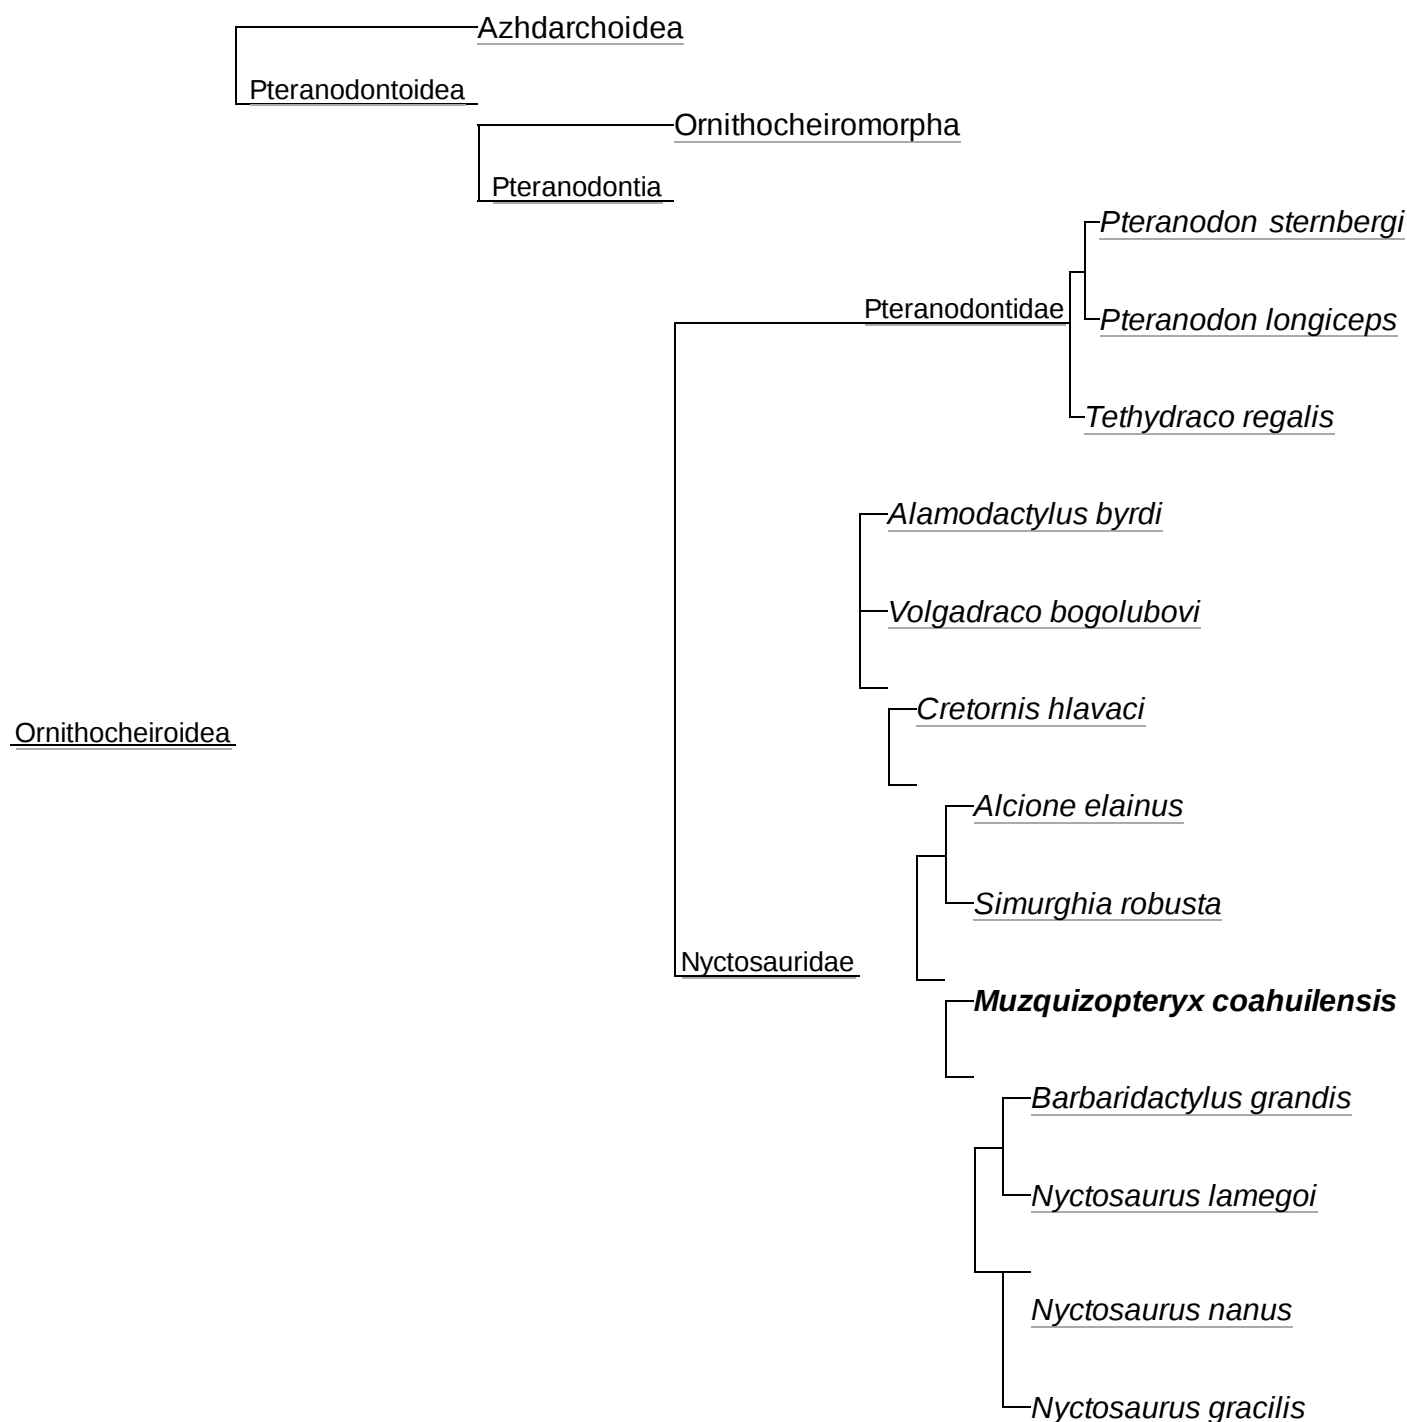 Azhdarchoidea
Pteranodontoidea
Ornithocheiromorpha
Pteranodontia
Pteranodon sternbergi
Pteranodontidae
Pteranodon longiceps
Tethydraco regalis
Alamodactylus byrdi
Volgadraco bogolubovi
Cretornis hlavaci
Ornithocheiroidea
Alcione elainus
Simurghia robusta
Nyctosauridae
Muzquizopteryx coahuilensis
Barbaridactylus grandis
Nyctosaurus lamegoi
Nyctosaurus nanus
Nyctosaurus gracilis